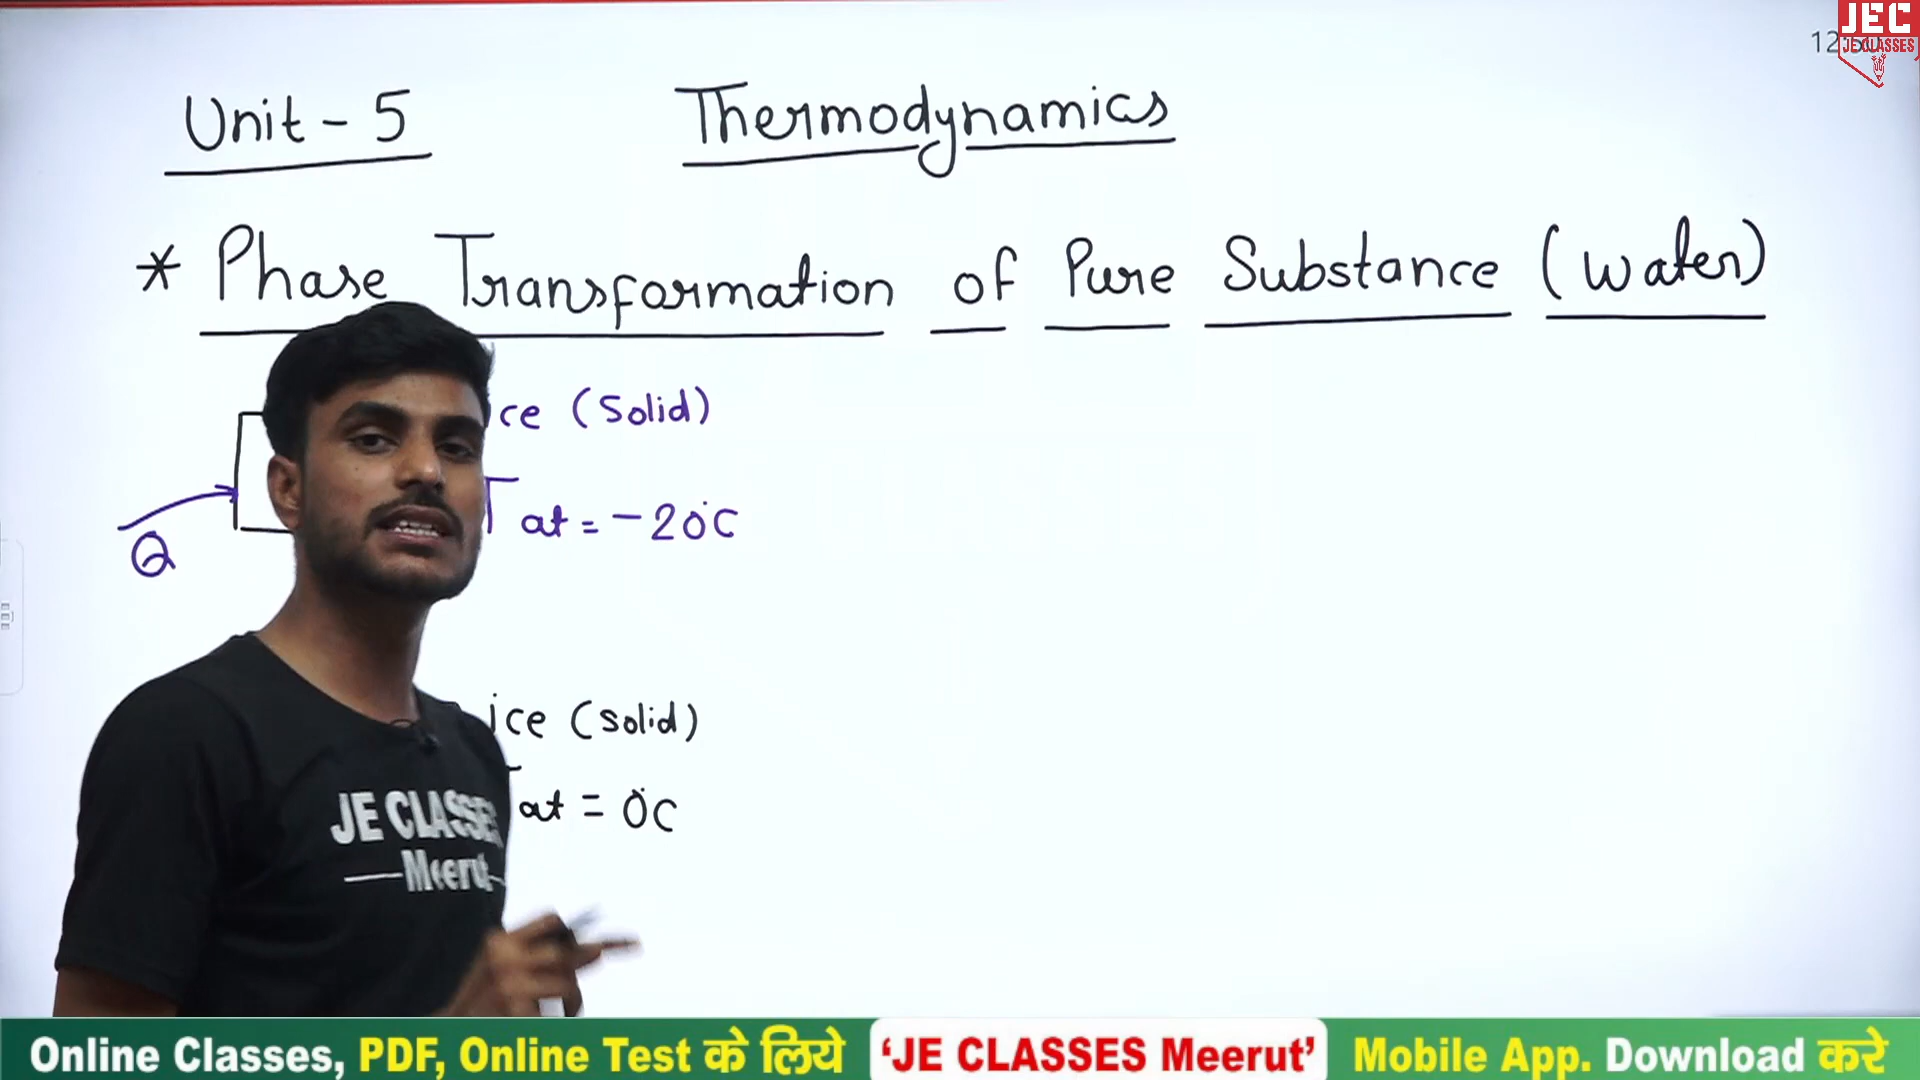 JEC
JE CLASSES
Unit - 5
Thermodynamics
* Phase Transformation of Pure Substance (Water)
ce (Solid)
Q
T at = -20°C
ice (Solid)
at = 0°C
JE CLASSES
Meerut
Online Classes, PDF, Online Test के लिये 'JE CLASSES Meerut' Mobile App. Download करे